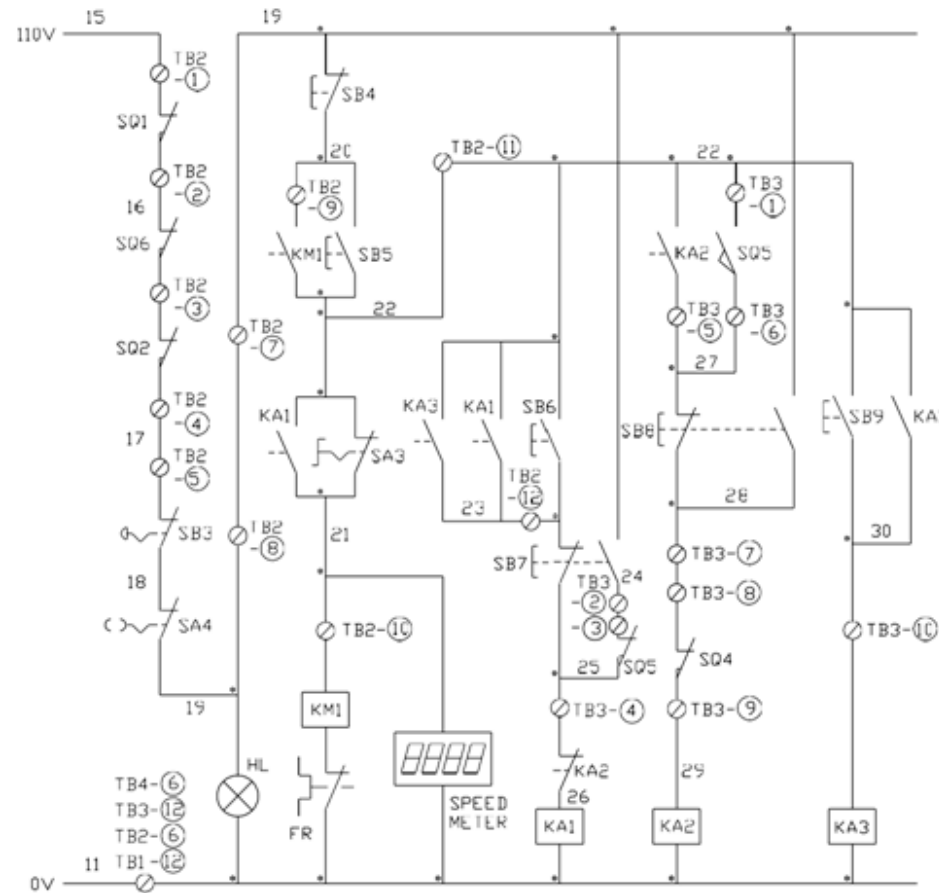 15
19
110V
TB2
-①
SB4
SQ1
20
TB2-⑪
22
TB2
-②
TB2
-⑨
TB3
-①
16
SQ6
KM1
SB5
KA2
SQ5
TB2
-③
22
TB3
-⑤
TB3
-⑥
SQ2
TB2
-⑦
27
TB2
-④
KA1
KA3
KA1
SB6
SB8
SB9
KA
17
TB2
-⑤
SA3
TB2
-⑫
23
28
SB3
TB2
-⑧
21
30
SB7
24
TB3-⑦
18
TB3
-②
-③
TB3-⑧
SA4
TB2-⑩
TB3-⑩
25
SQ5
SQ4
19
KM1
TB3-④
TB3-⑨
HL
KA2
29
TB4-⑥
TB3-⑫
TB2-⑥
11 TB1-⑫
FR
SPEED
METER
26
KA1
KA2
KA3
0V